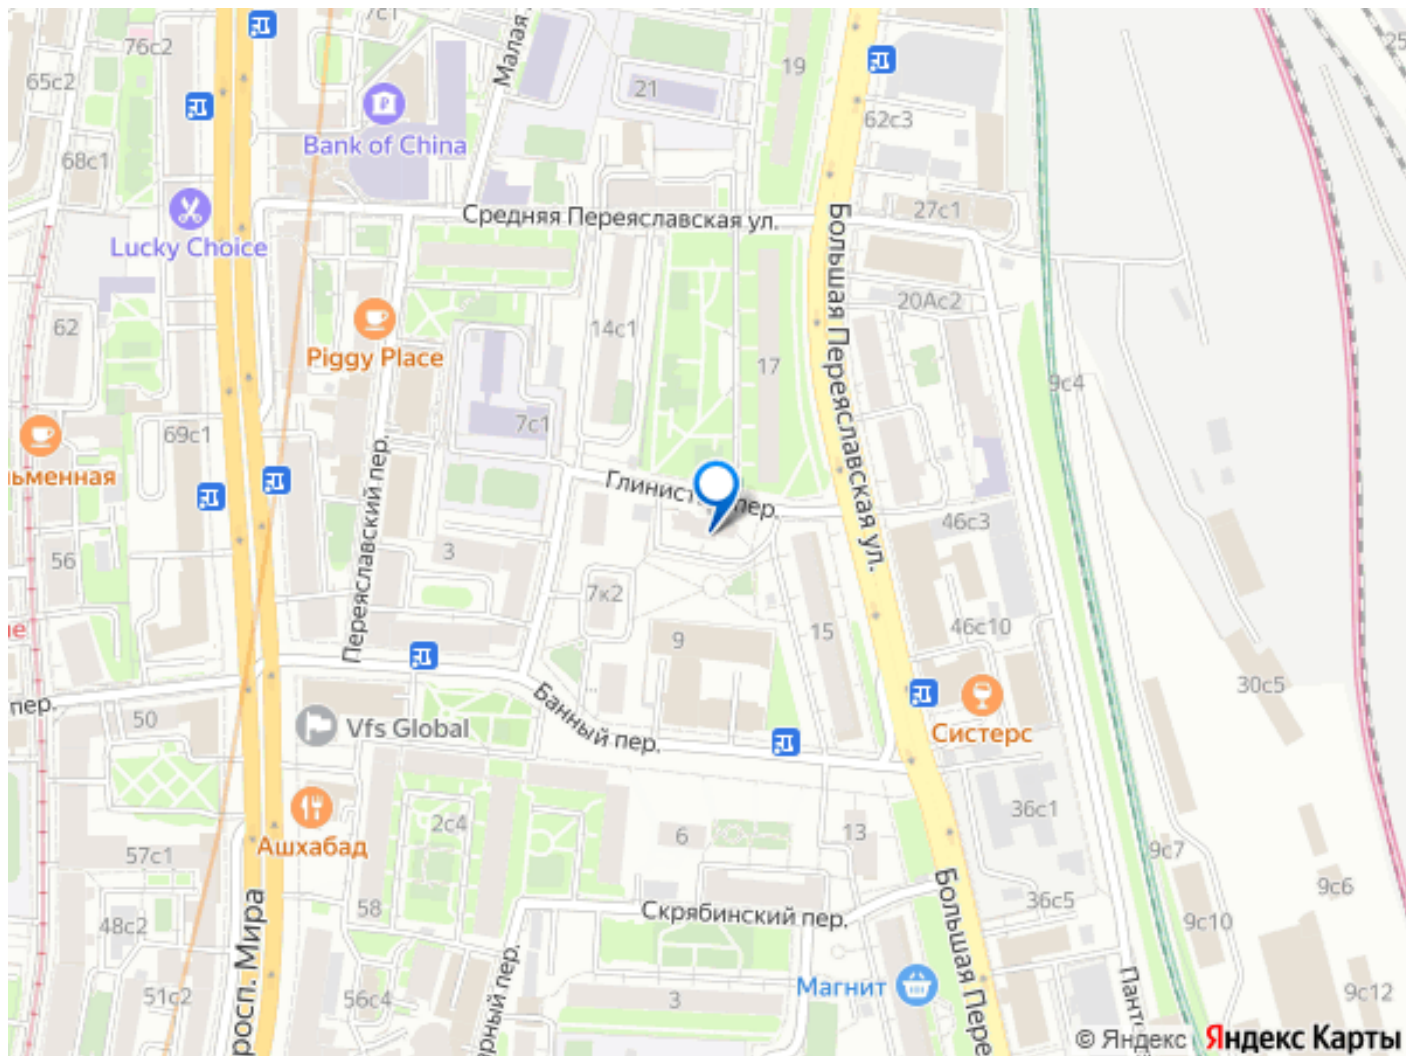 7с1
76с2
Малая
65с2
19
21
Bank of China
62с3
68с1
Средняя Переяславская ул.
27с1
Lucky Choice
Большая Переяславская ул.
20Ас2
62
14с1
Piggy Place
17
9с4
7с1
69с1
ьменная
Переяславский пер.
пер.
46с3
3
56
7к2
9
15
46с10
30с5
пер.
50
Vfs Global
Банный пер.
Систерс
Ашхабад
2с4
6
13
36с1
57с1
9с7
9с6
58
Скрябинский пер.
36с5
48с2
9с10
росп. Мира
Большая Пере
51с2
56с4
рный пер.
3
Магнит
Панто
9с12
© Яндекс Яндекс Карты